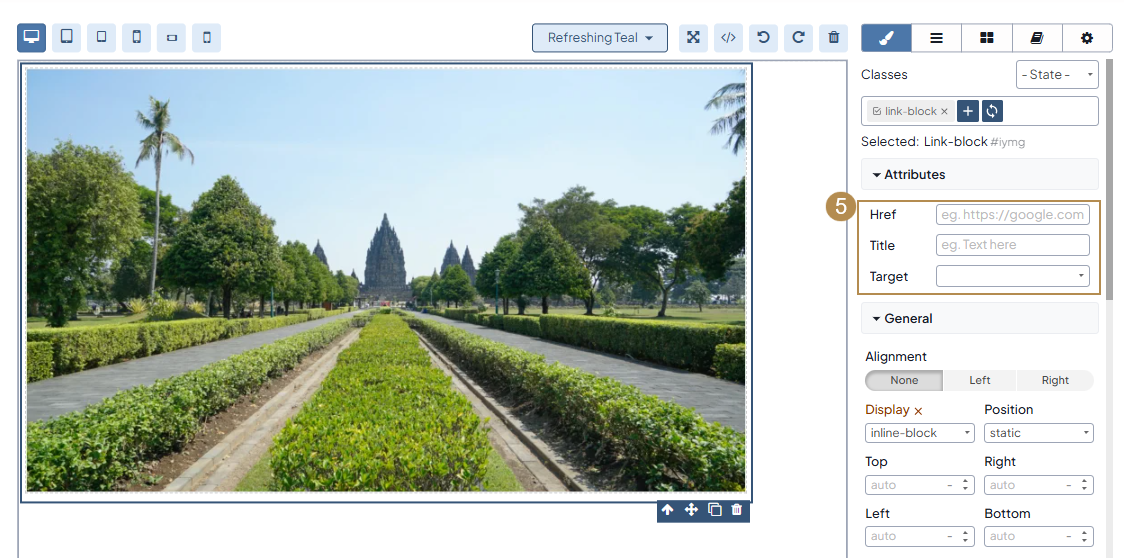 Refreshing Teal
</>
Classes
- State -
link-block ×
Selected: Link-block #iymg
Attributes
5
Href
eg. https://google.com
Title
eg. Text here
Target
General
Alignment
None Left Right
Display × Position
inline-block static
Top Right
auto - auto -
Left Bottom
auto - auto -